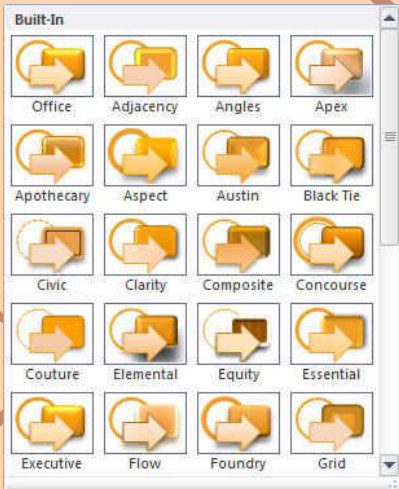 Built-In
Office Adjacency Angles Apex
Apothecary Aspect Austin Black Tie
Civic Clarity Composite Concourse
Couture Elemental Equity Essential
Executive Flow Foundry Grid